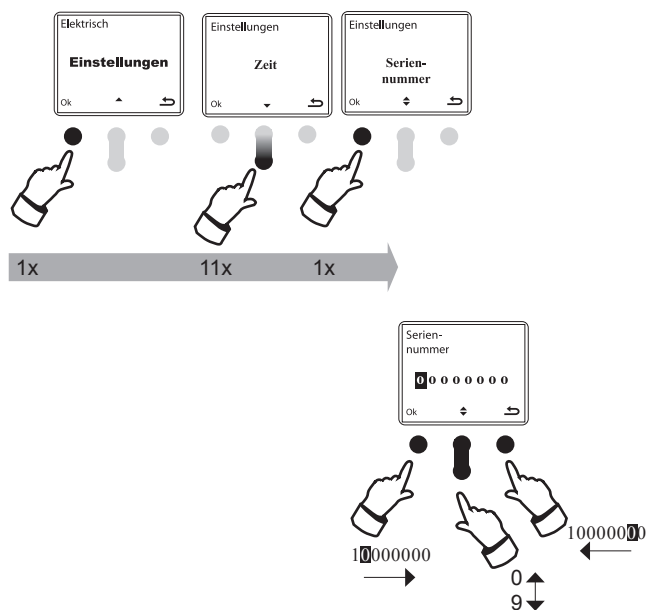 Elektrisch
Einstellungen
Ok
Einstellungen
Zeit
Ok
Einstellungen
Serien-
nummer
Ok
1x 11x 1x
Serien-
nummer
00000000
Ok
10000000
10000000
0
9